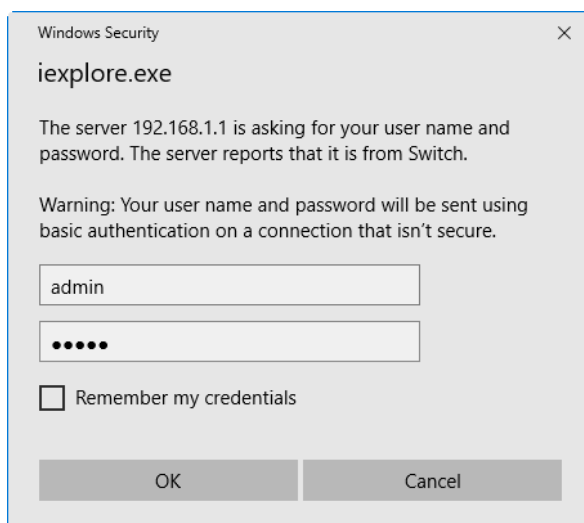 Windows Security
iexplore.exe
The server 192.168.1.1 is asking for your user name and
password. The server reports that it is from Switch.
Warning: Your user name and password will be sent using
basic authentication on a connection that isn’t secure.
admin
●●●●●
Remember my credentials
OK
Cancel